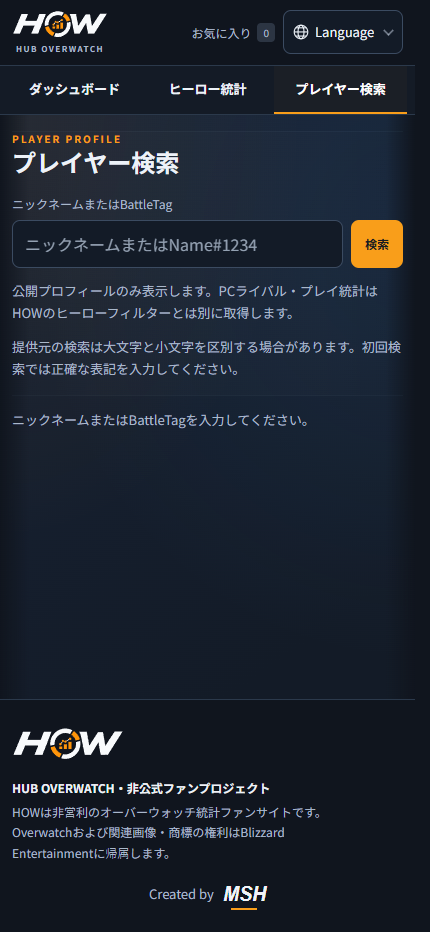 HOW
HUB OVERWATCH
お気に入り 0
Language
ダッシュボード ヒーロー統計 プレイヤー検索
PLAYER PROFILE
プレイヤー検索
ニックネームまたはBattleTag
ニックネームまたはName#1234
検索
公開プロフィールのみ表示します。PCライバル・プレイ統計は
HOWのヒーローフィルターとは別に取得します。
提供元の検索は大文字と小文字を区別する場合があります。初回検
索では正確な表記を入力してください。
ニックネームまたはBattleTagを入力してください。
HOW
HUB OVERWATCH・非公式ファンプロジェクト
HOWは非営利のオーバーウォッチ統計ファンサイトです。
Overwatchおよび関連画像・商標の権利はBlizzard
Entertainmentに帰属します。
Created by MSH